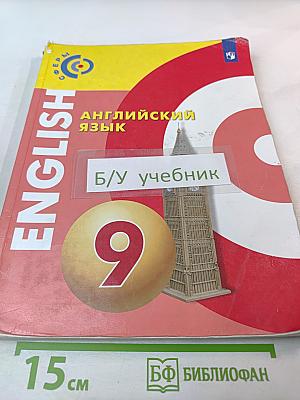 СФЕРЫ
ENGLISH
АНГЛИЙСКИЙ
ЯЗЫК
Б/У учебник
9
15 см
БФ БИБЛИОФАН